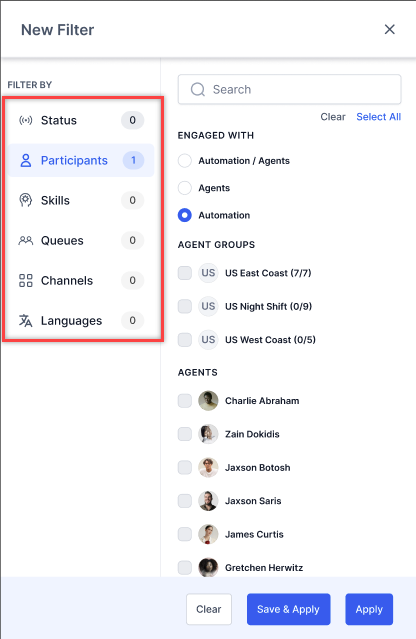 New Filter
FILTER BY
Status 0
Participants 1
Skills 0
Queues 0
Channels 0
Languages 0
Search
Clear Select All
ENGAGED WITH
Automation / Agents
Agents
Automation
AGENT GROUPS
US US East Coast (7/7)
US US Night Shift (0/9)
US US West Coast (0/5)
AGENTS
Charlie Abraham
Zain Dokidis
Jaxson Botosh
Jaxson Saris
James Curtis
Gretchen Herwitz
Clear Save & Apply Apply